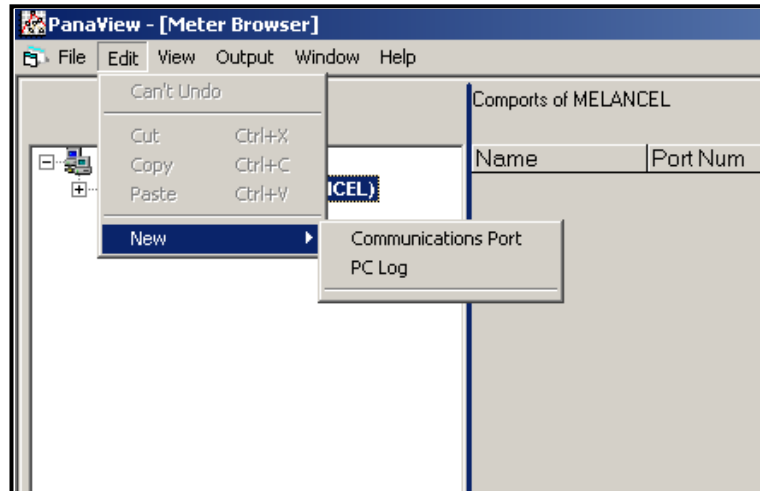 PanaView - [Meter Browser]
File Edit View Output Window Help
Can't Undo
Comports of MELANCEL
Cut Ctrl+X
Name Port Num
Copy Ctrl+C
Paste Ctrl+V ICEL)
New Communications Port
PC Log